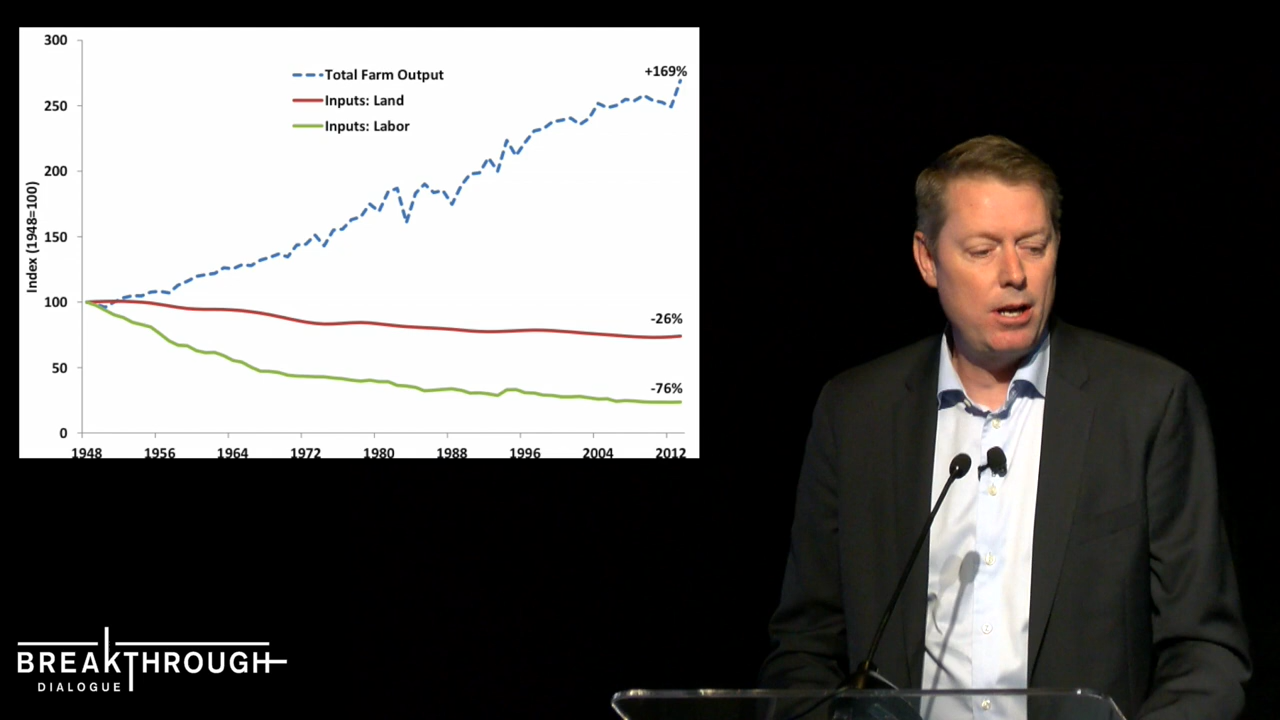 300
250
200
150
100
50
0
Index (1948=100)
Total Farm Output
Inputs: Land
Inputs: Labor
+169%
-26%
-76%
1948 1956 1964 1972 1980 1988 1996 2004 2012
BREAKTHROUGH
DIALOGUE